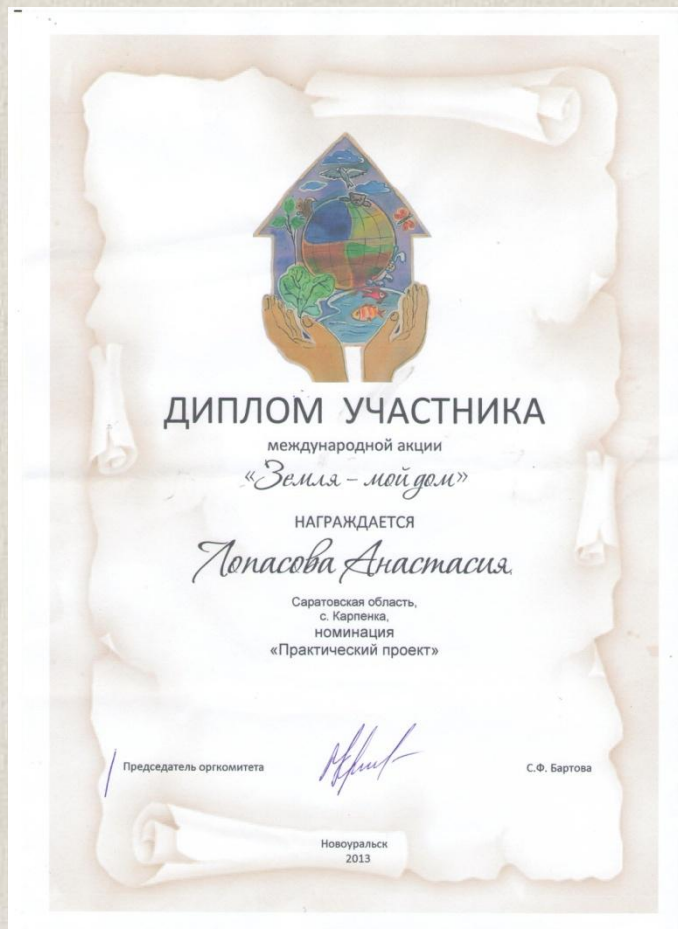 ДИПЛОМ УЧАСТНИКА
международной акции
«Земля – мой дом»
НАГРАЖДАЕТСЯ
Лопасова Анастасия,
Саратовская область,
с. Карпенка,
номинация
«Практический проект»
Председатель оргкомитета
С.Ф. Бартова
Новоуральск
2013